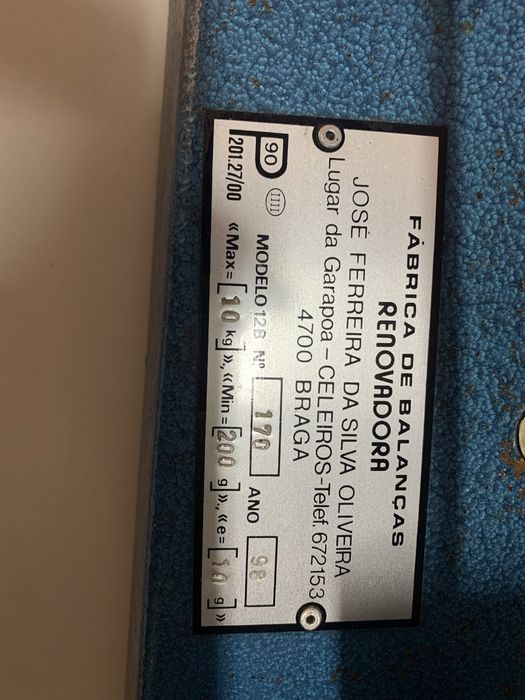 FÁBRICA DE BALANÇAS
RENOVADORA
JOSÉ FERREIRA DA SILVA OLIVEIRA
Lugar da Garapoa - CELEIROS-Telef. 672153
4700 BRAGA
90 IIII MODELO 12B Nº 170 ANO 98
201.27/00 «Max=[10 kg]», «Min=[200 g]», «e=[10 g]»